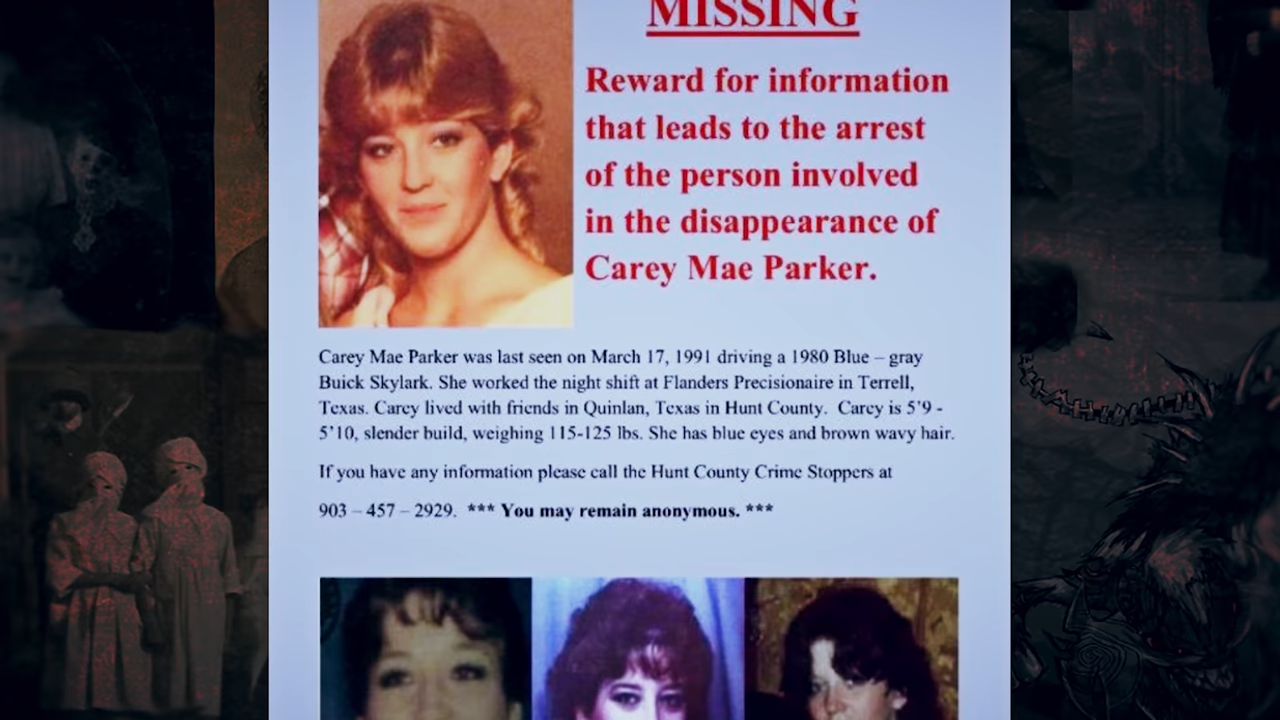 MISSING
Reward for information
that leads to the arrest
of the person involved
in the disappearance of
Carey Mae Parker.
Carey Mae Parker was last seen on March 17, 1991 driving a 1980 Blue – gray
Buick Skylark. She worked the night shift at Flanders Precisionaire in Terrell,
Texas. Carey lived with friends in Quinlan, Texas in Hunt County. Carey is 5'9 -
5'10, slender build, weighing 115-125 lbs. She has blue eyes and brown wavy hair.
If you have any information please call the Hunt County Crime Stoppers at
903 – 457 – 2929. *** You may remain anonymous. ***